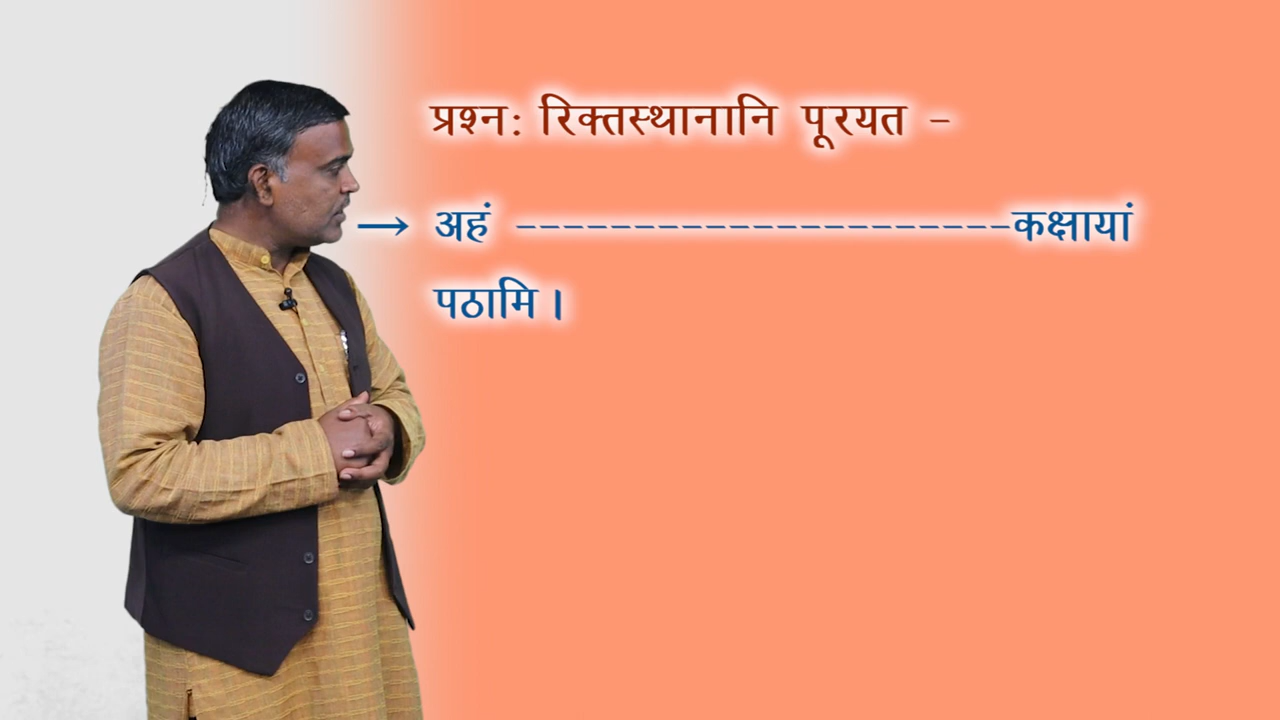 प्रश्न: रिक्तस्थानानि पूरयत -
→ अहं -------------------------कक्षायां
पठामि ।